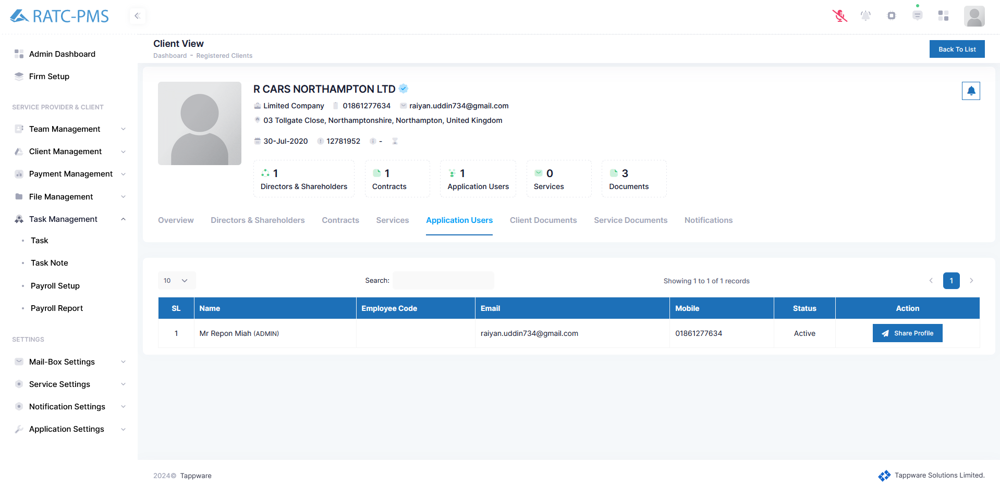 RATC-PMS
Admin Dashboard
Firm Setup
SERVICE PROVIDER & CLIENT
Team Management
Client Management
Payment Management
File Management
Task Management
Task
Task Note
Payroll Setup
Payroll Report
SETTINGS
Mail-Box Settings
Service Settings
Notification Settings
Application Settings
Client View
Dashboard - Registered Clients
Back To List
R CARS NORTHAMPTON LTD
Limited Company 01861277634 raiyan.uddin734@gmail.com
03 Tollgate Close, Northamptonshire, Northampton, United Kingdom
30-Jul-2020 12781952 -
1
Directors & Shareholders
1
Contracts
1
Application Users
0
Services
3
Documents
Overview Directors & Shareholders Contracts Services Application Users Client Documents Service Documents Notifications
10 Search: Showing 1 to 1 of 1 records 1
SL Name Employee Code Email Mobile Status Action
1 Mr Repon Miah (ADMIN) raiyan.uddin734@gmail.com 01861277634 Active Share Profile
2024© Tappware
Tappware Solutions Limited.